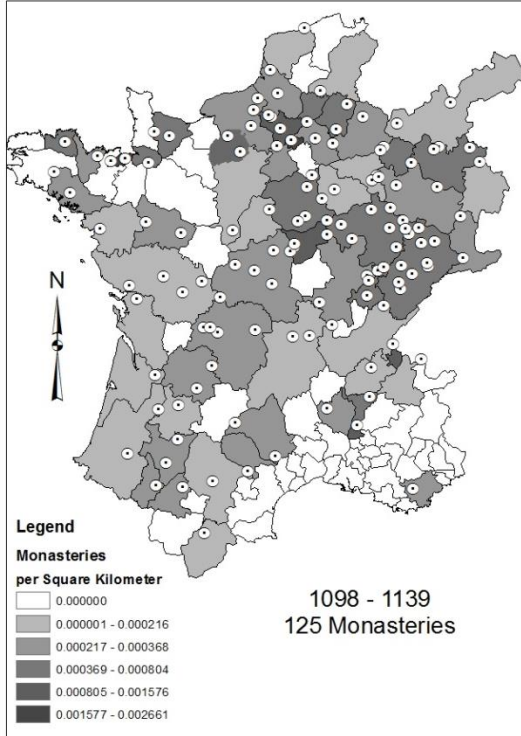 N
Legend
Monasteries
per Square Kilometer
0.000000
0.000001 - 0.000216
0.000217 - 0.000368
0.000369 - 0.000804
0.000805 - 0.001576
0.001577 - 0.002661
1098 - 1139
125 Monasteries